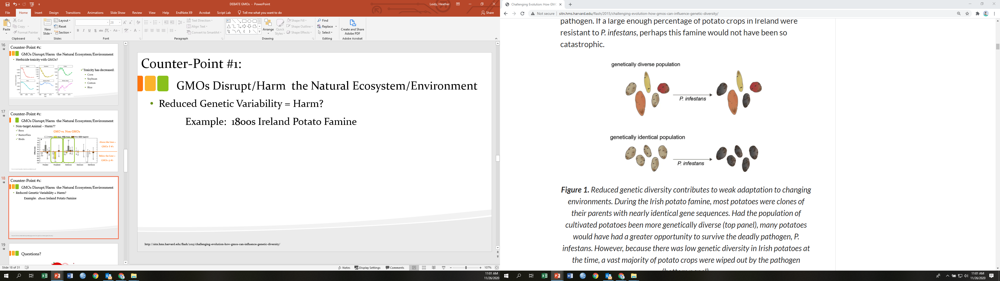 DEBATE GMOs - PowerPoint
Leidy, Heather
File Home Insert Design Transitions Animations Slide Show Review View Help EndNote X9 Acrobat Script Lab Tell me what you want to do
Share
Paste
Cut
Copy
Format Painter
Clipboard
New Slide
Layout
Reset
Section
Slides
28
Font
Text Direction
Align Text
Convert to SmartArt
Paragraph
Arrange
Quick Styles
Shape Fill
Shape Outline
Shape Effects
Drawing
Find
Replace
Select
Editing
Create and Share Adobe PDF
Adobe Acrobat
16
Counter-Point #1:
GMOs Disrupt/Harm the Natural Ecosystem/Environment
• Herbicide toxicity with GMOs?
✓Toxicity has decreased:
• Corn
• Soybean
• Cotton
• Rice
17
Counter-Point #1:
GMOs Disrupt/Harm the Natural Ecosystem/Environment
• Non-target Animal – Harm??
✓ Bees
✓ Butterflies
✓ Birds
GMO vs. Non-GMOs
Above the Line =
GMOs ↑ #'s
Below the Line =
GMOs ↓ #'s
18
Counter-Point #1:
GMOs Disrupt/Harm the Natural Ecosystem/Environment
• Reduced Genetic Variability = Harm?
Example: 1800s Ireland Potato Famine
19
Questions?
Counter-Point #1:
GMOs Disrupt/Harm the Natural Ecosystem/Environment
• Reduced Genetic Variability = Harm?
Example: 1800s Ireland Potato Famine
http://sitn.hms.harvard.edu/flash/2015/challenging-evolution-how-gmos-can-influence-genetic-diversity/
Slide 18 of 31
Notes Display Settings Comments 107%
11:01 AM
11/26/2020
Challenging Evolution: How GMO
Not secure | sitn.hms.harvard.edu/flash/2015/challenging-evolution-how-gmos-can-influence-genetic-diversity/
pathogen. If a large enough percentage of potato crops in Ireland were
resistant to P. infestans, perhaps this famine would not have been so
catastrophic.
genetically diverse population
P. infestans
genetically identical population
P. infestans
Figure 1. Reduced genetic diversity contributes to weak adaptation to changing
environments. During the Irish potato famine, most potatoes were clones of
their parents with nearly identical gene sequences. Had the population of
cultivated potatoes been more genetically diverse (top panel), many potatoes
would have had a greater opportunity to survive the deadly pathogen, P.
infestans. However, because there was low genetic diversity in Irish potatoes at
the time, a vast majority of potato crops were wiped out by the pathogen
11:01 AM
11/26/2020